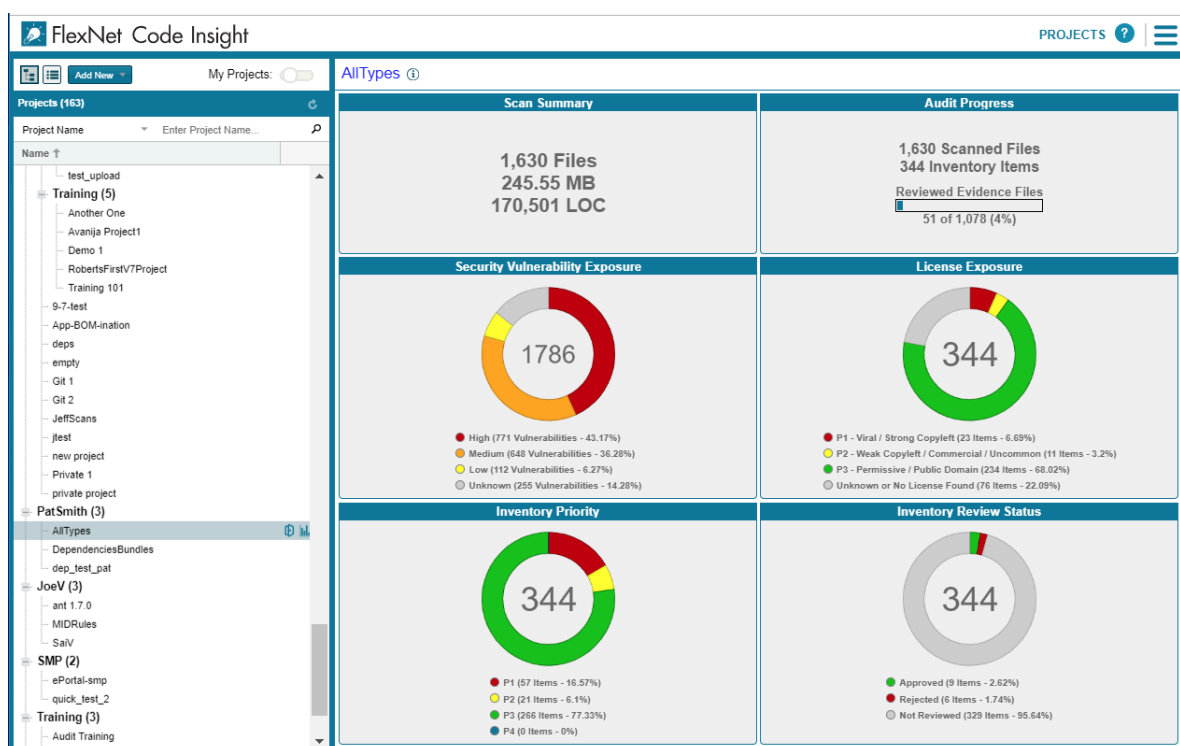 FlexNet Code Insight
PROJECTS ?
Add New
My Projects:
Projects (163)
Project Name
Enter Project Name...
Name
test_upload
Training (5)
Another One
Avanija Project1
Demo 1
RobertsFirstV7Project
Training 101
9-7-test
App-BOM-ination
deps
empty
Git 1
Git 2
JeffScans
jtest
new project
Private 1
private project
PatSmith (3)
AllTypes
DependenciesBundles
dep_test_pat
JoeV (3)
ant 1.7.0
MIDRules
SaiV
SMP (2)
ePortal-smp
quick_test_2
Training (3)
Audit Training
AllTypes
Scan Summary
1,630 Files
245.55 MB
170,501 LOC
Audit Progress
1,630 Scanned Files
344 Inventory Items
Reviewed Evidence Files
51 of 1,078 (4%)
Security Vulnerability Exposure
1786
High (771 Vulnerabilities - 43.17%)
Medium (648 Vulnerabilities - 36.28%)
Low (112 Vulnerabilities - 6.27%)
Unknown (255 Vulnerabilities - 14.28%)
License Exposure
344
P1 - Viral / Strong Copyleft (23 Items - 6.69%)
P2 - Weak Copyleft / Commercial / Uncommon (11 Items - 3.2%)
P3 - Permissive / Public Domain (234 Items - 68.02%)
Unknown or No License Found (76 Items - 22.09%)
Inventory Priority
344
P1 (57 Items - 16.57%)
P2 (21 Items - 6.1%)
P3 (266 Items - 77.33%)
P4 (0 Items - 0%)
Inventory Review Status
344
Approved (9 Items - 2.62%)
Rejected (6 Items - 1.74%)
Not Reviewed (329 Items - 95.64%)